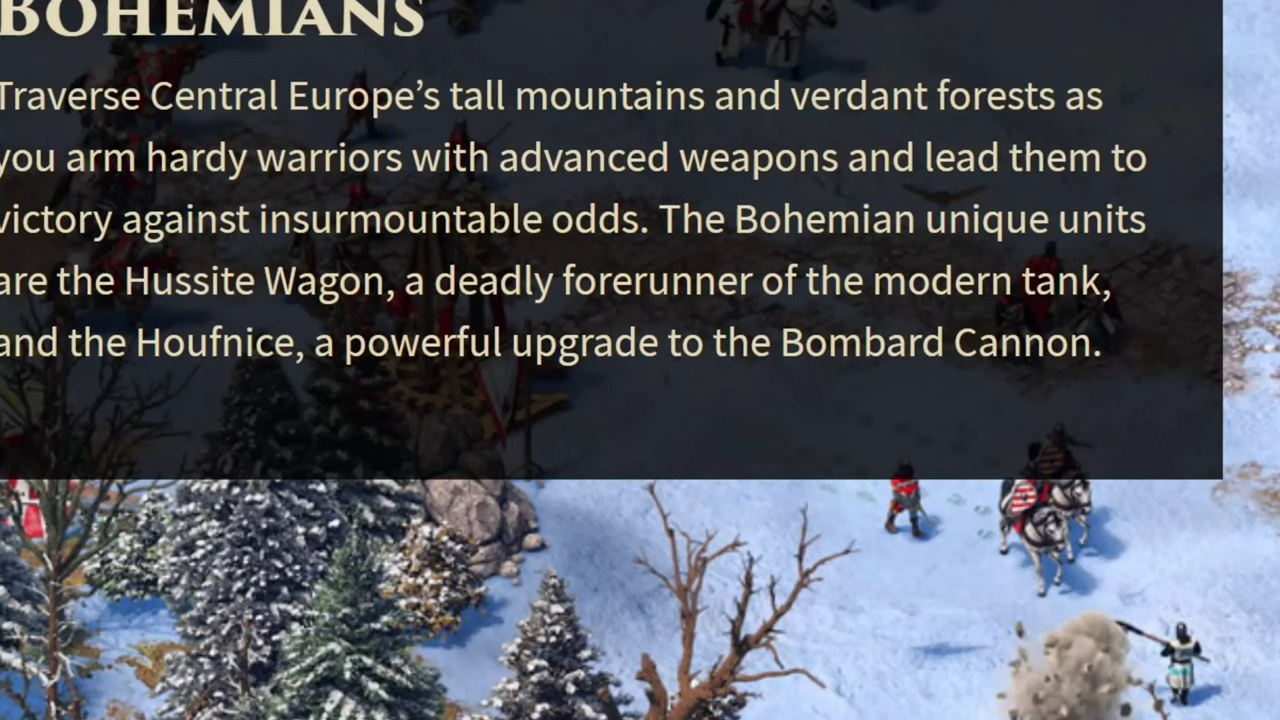 BOHEMIANS
Traverse Central Europe’s tall mountains and verdant forests as
you arm hardy warriors with advanced weapons and lead them to
victory against insurmountable odds. The Bohemian unique units
are the Hussite Wagon, a deadly forerunner of the modern tank,
and the Houfnice, a powerful upgrade to the Bombard Cannon.